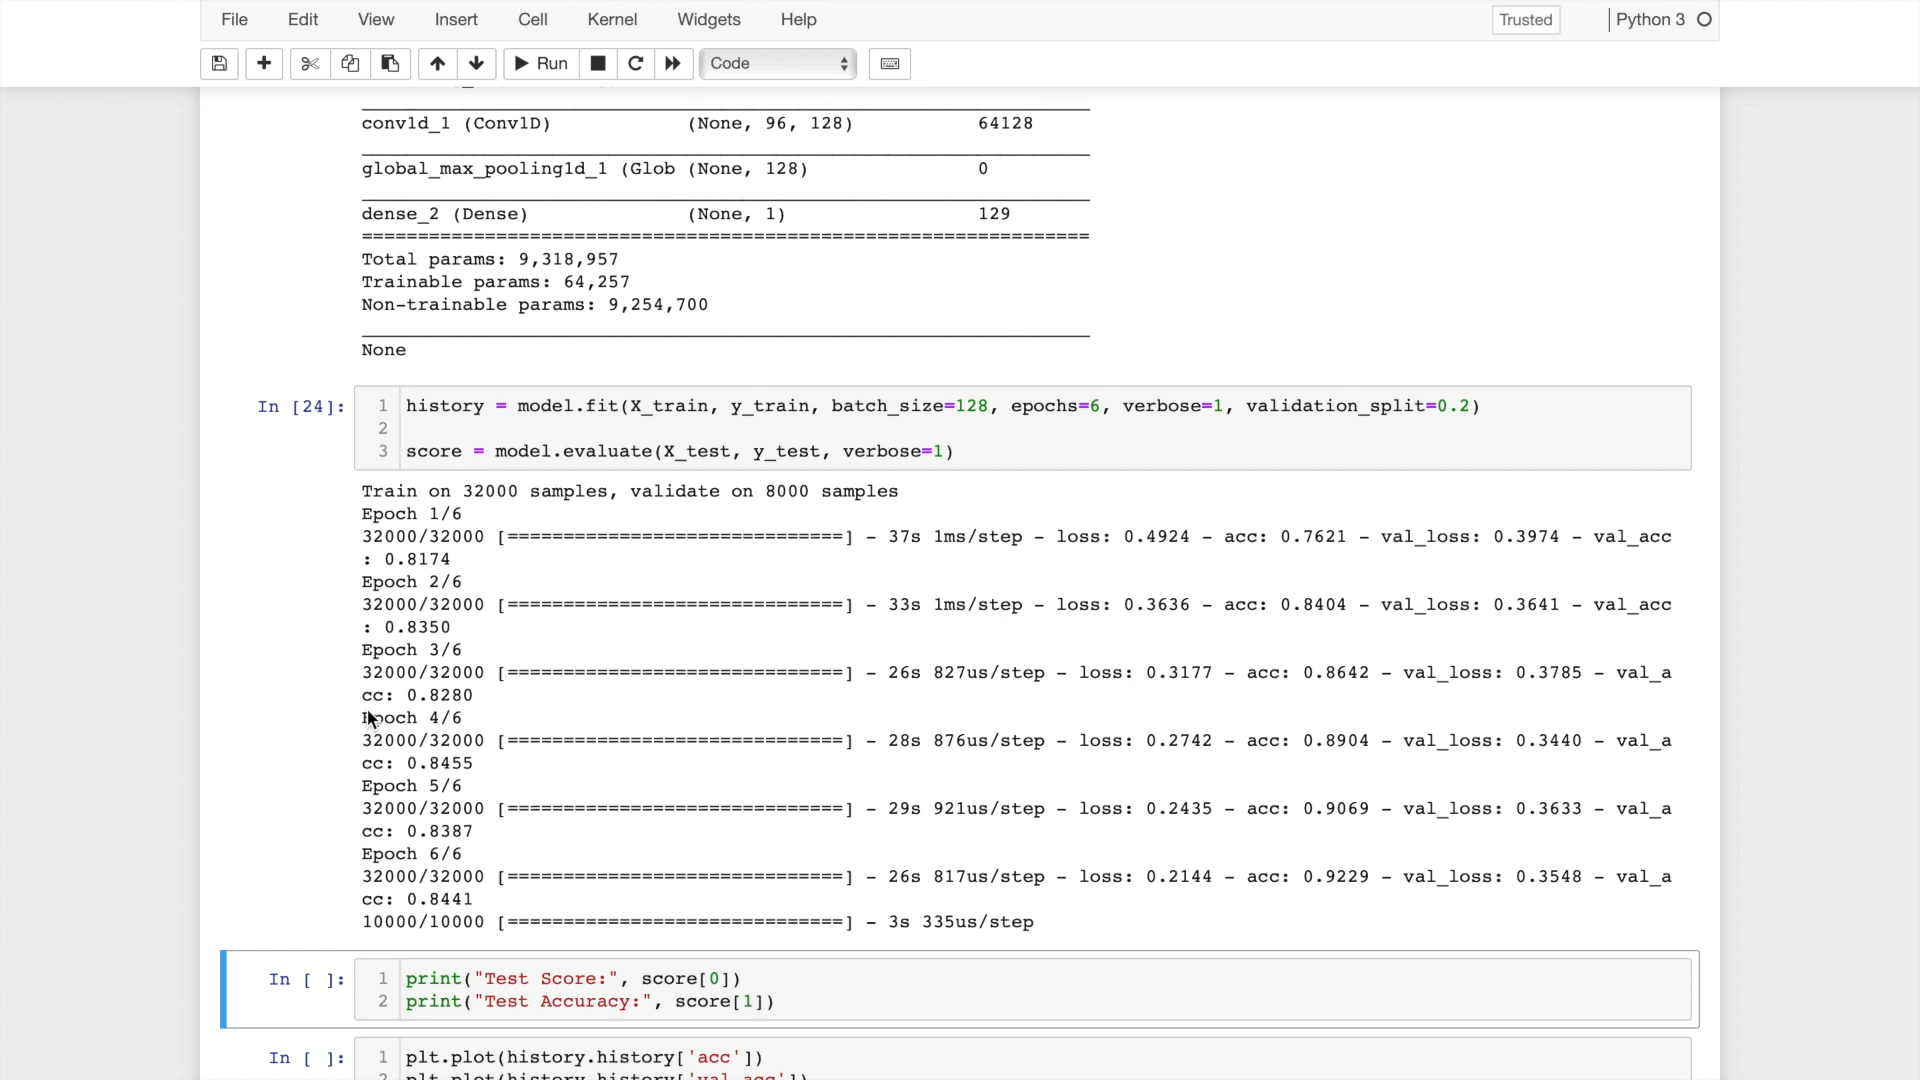 File Edit View Insert Cell Kernel Widgets Help Trusted Python 3
Run Code
conv1d_1 (Conv1D) (None, 96, 128) 64128
global_max_pooling1d_1 (Glob (None, 128) 0
dense_2 (Dense) (None, 1) 129
=================================================================
Total params: 9,318,957
Trainable params: 64,257
Non-trainable params: 9,254,700
None
In [24]: 1 history = model.fit(X_train, y_train, batch_size=128, epochs=6, verbose=1, validation_split=0.2)
2
3 score = model.evaluate(X_test, y_test, verbose=1)
Train on 32000 samples, validate on 8000 samples
Epoch 1/6
32000/32000 [==============================] - 37s 1ms/step - loss: 0.4924 - acc: 0.7621 - val_loss: 0.3974 - val_acc
: 0.8174
Epoch 2/6
32000/32000 [==============================] - 33s 1ms/step - loss: 0.3636 - acc: 0.8404 - val_loss: 0.3641 - val_acc
: 0.8350
Epoch 3/6
32000/32000 [==============================] - 26s 827us/step - loss: 0.3177 - acc: 0.8642 - val_loss: 0.3785 - val_a
cc: 0.8280
Epoch 4/6
32000/32000 [==============================] - 28s 876us/step - loss: 0.2742 - acc: 0.8904 - val_loss: 0.3440 - val_a
cc: 0.8455
Epoch 5/6
32000/32000 [==============================] - 29s 921us/step - loss: 0.2435 - acc: 0.9069 - val_loss: 0.3633 - val_a
cc: 0.8387
Epoch 6/6
32000/32000 [==============================] - 26s 817us/step - loss: 0.2144 - acc: 0.9229 - val_loss: 0.3548 - val_a
cc: 0.8441
10000/10000 [==============================] - 3s 335us/step
In [ ]: 1 print("Test Score:", score[0])
2 print("Test Accuracy:", score[1])
In [ ]: 1 plt.plot(history.history['acc'])
2 plt.plot(history.history['val_acc'])